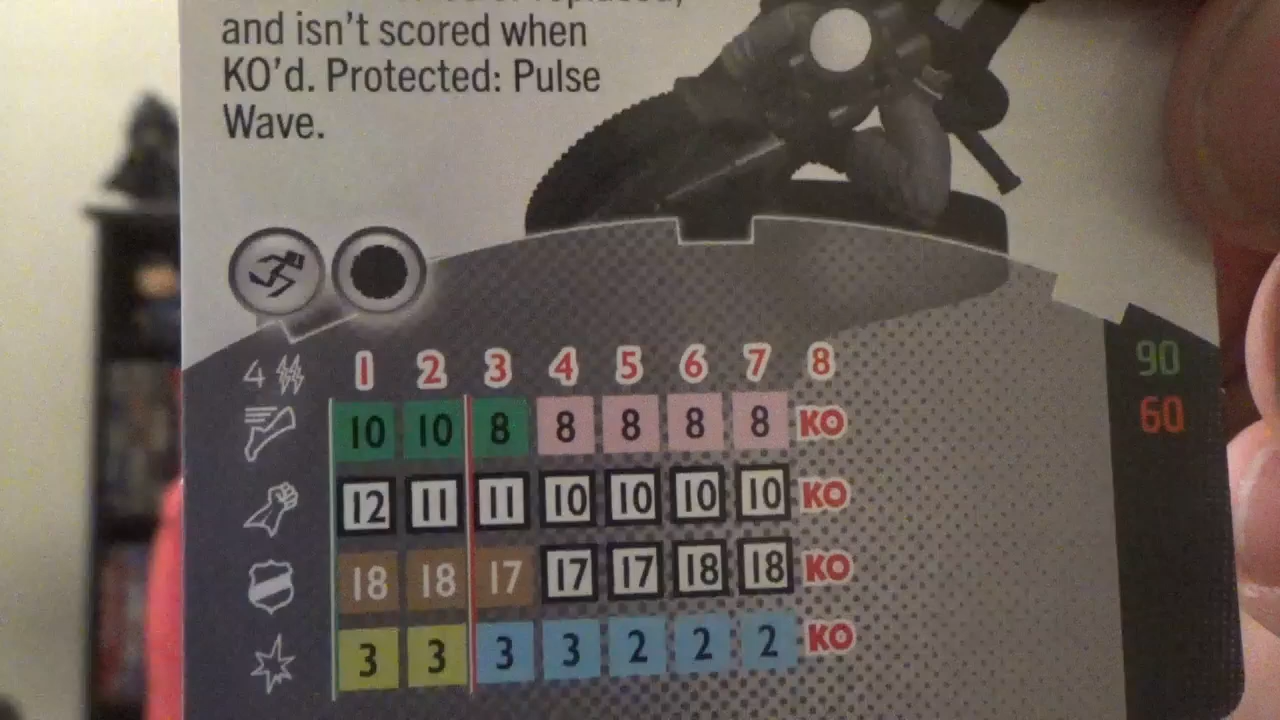 and isn't scored when
KO'd. Protected: Pulse
Wave.
4 1 2 3 4 5 6 7 8
10 10 8 8 8 8 8 KO
12 11 11 10 10 10 10 KO
18 18 17 17 17 18 18 KO
3 3 3 3 2 2 2 KO
90
60